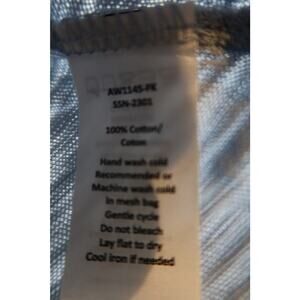 AW1145-PK
SSN-2301
100% Cotton/
Coton
Hand wash cold
Recommended or
Machine wash cold
In mesh bag
Gentle cycle
Do not bleach
Lay flat to dry
Cool iron if needed